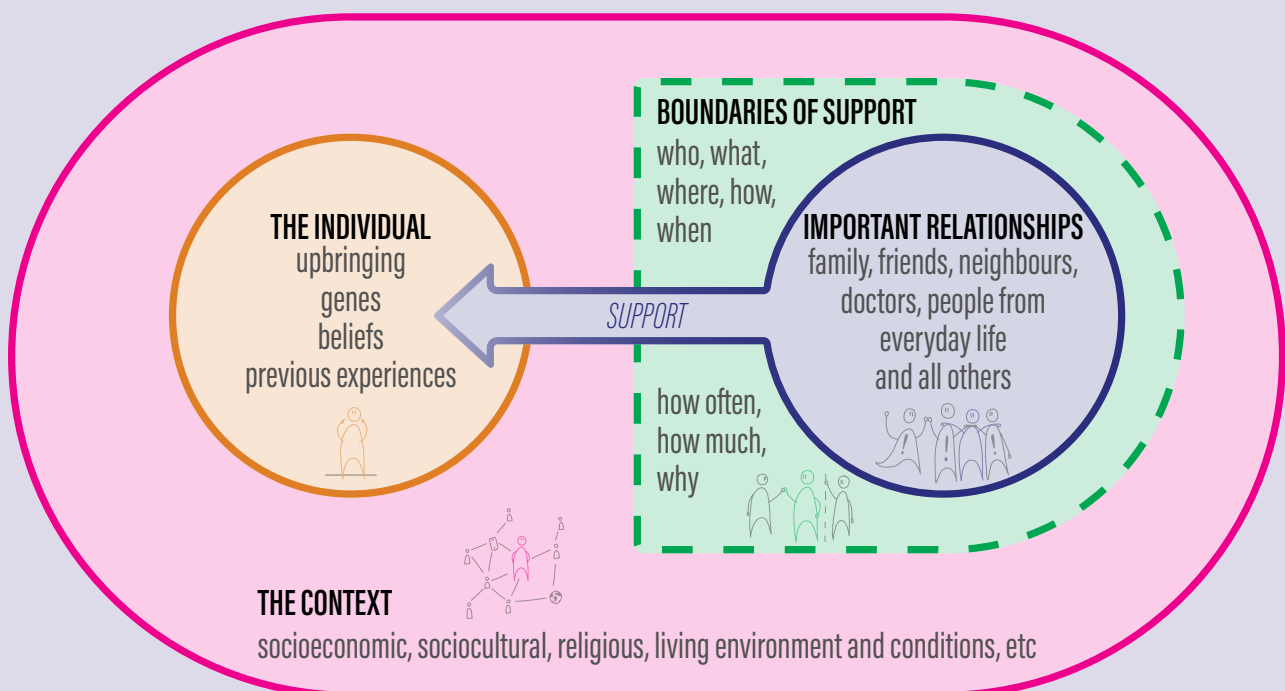 THE INDIVIDUAL
upbringing
genes
beliefs
previous experiences
SUPPORT
BOUNDARIES OF SUPPORT
who, what,
where, how,
when
how often,
how much,
why
IMPORTANT RELATIONSHIPS
family, friends, neighbours,
doctors, people from
everyday life
and all others
THE CONTEXT
socioeconomic, sociocultural, religious, living environment and conditions, etc